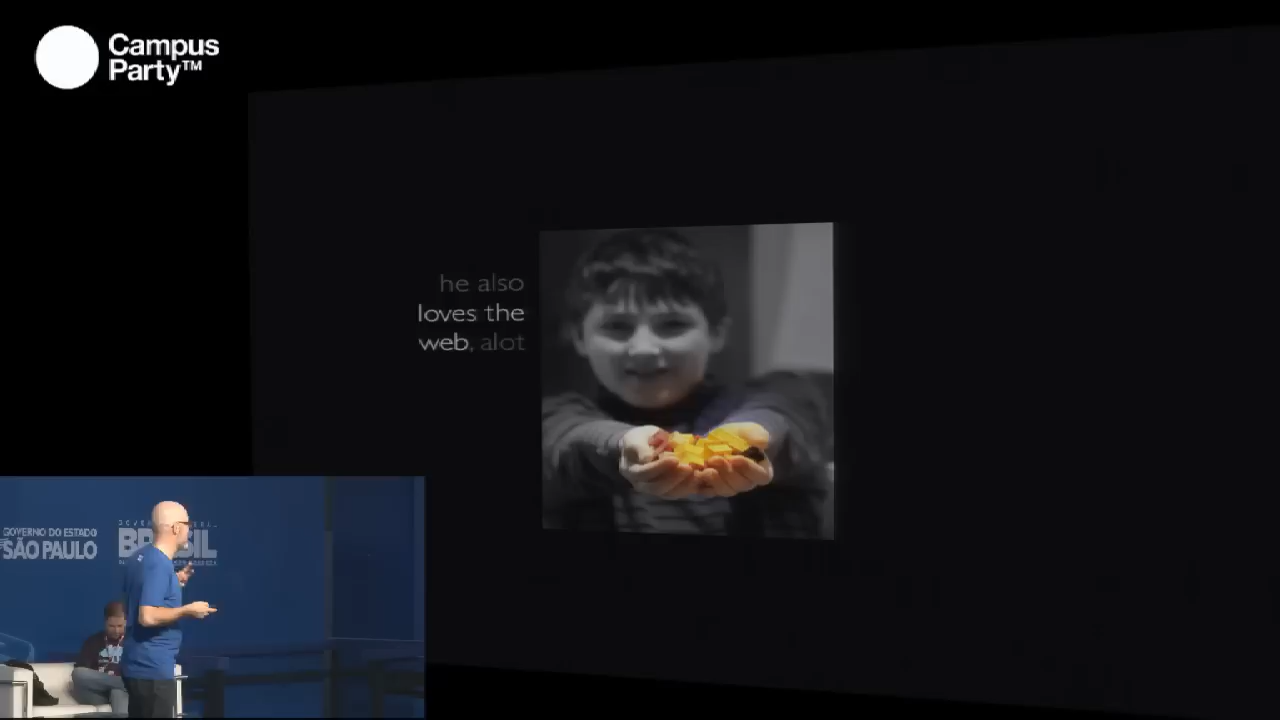 Campus
Party™
he also
loves the
web, alot
GOVERNO DO ESTADO
SÃO PAULO
BRASIL